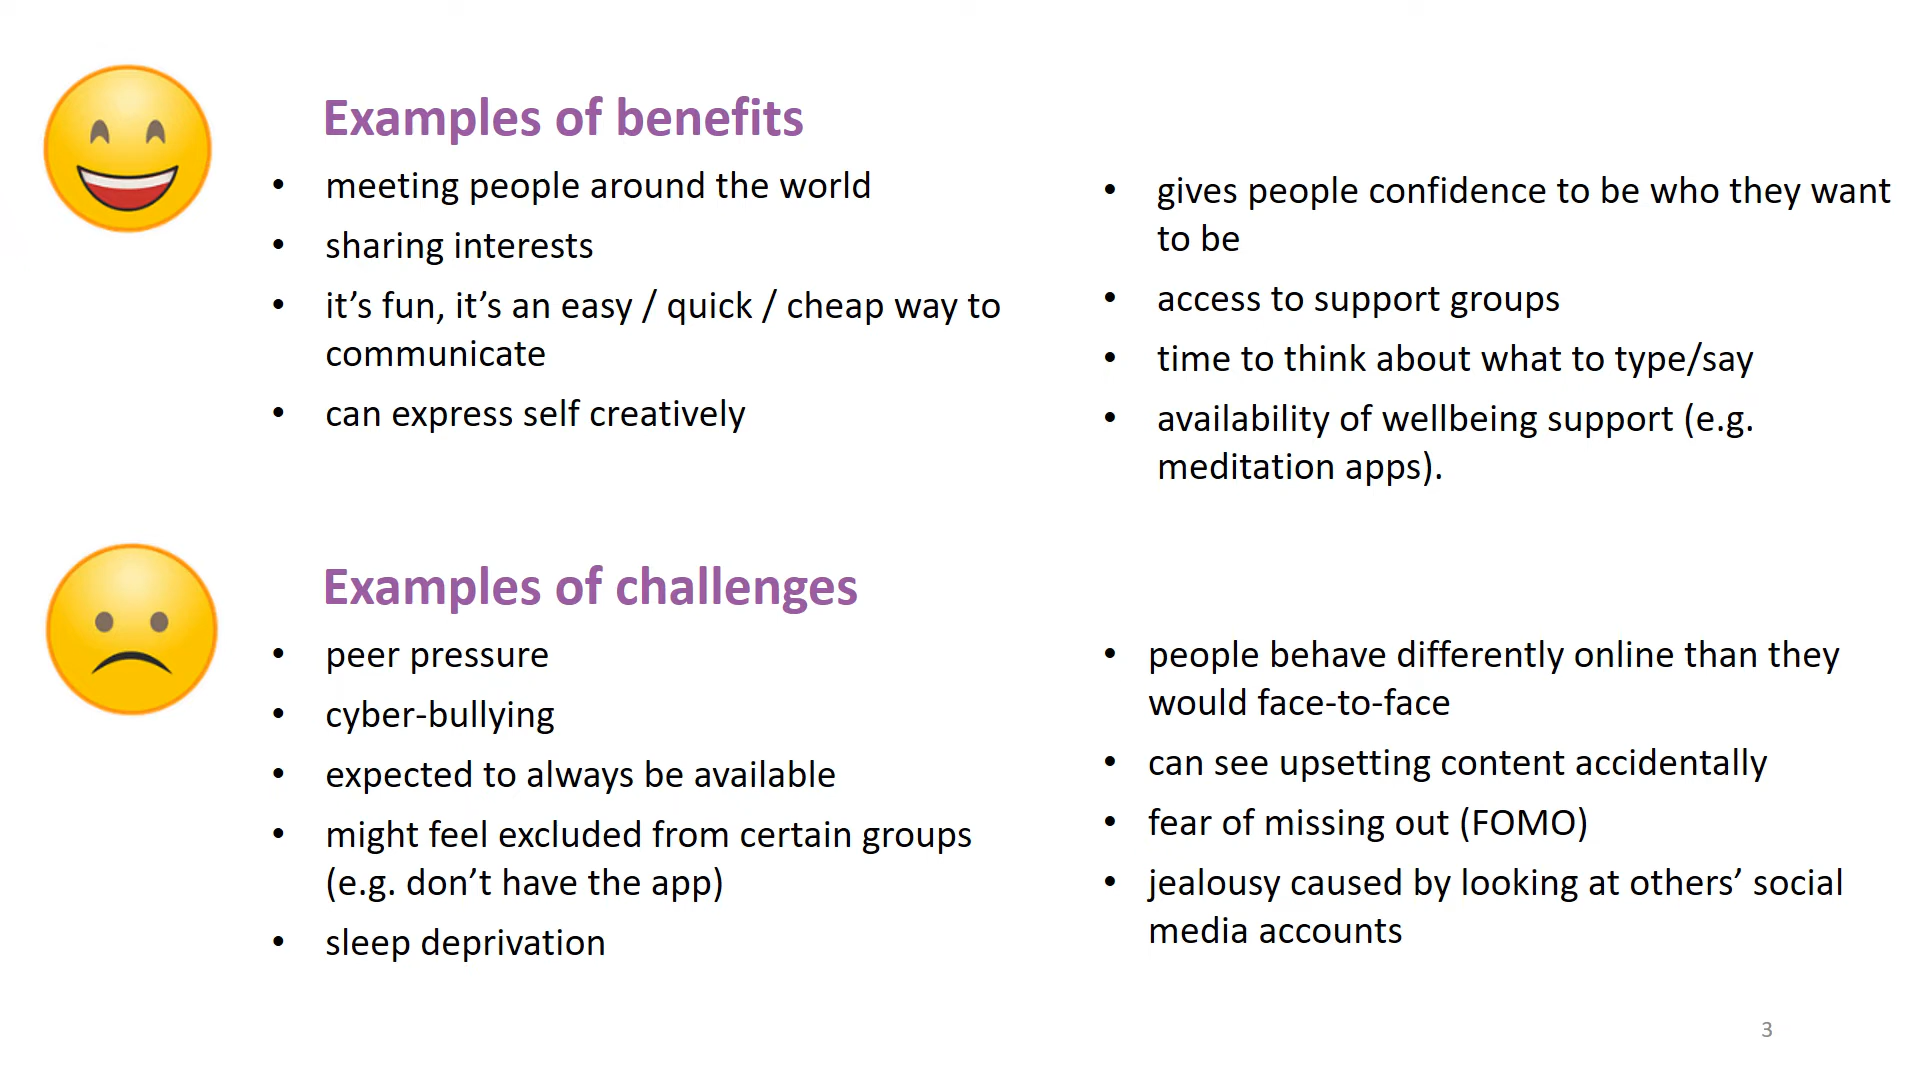 Examples of benefits
• meeting people around the world
• sharing interests
• it’s fun, it’s an easy / quick / cheap way to
communicate
• can express self creatively
• gives people confidence to be who they want
to be
• access to support groups
• time to think about what to type/say
• availability of wellbeing support (e.g.
meditation apps).
Examples of challenges
• peer pressure
• cyber-bullying
• expected to always be available
• might feel excluded from certain groups
(e.g. don’t have the app)
• sleep deprivation
• people behave differently online than they
would face-to-face
• can see upsetting content accidentally
• fear of missing out (FOMO)
• jealousy caused by looking at others’ social
media accounts
3